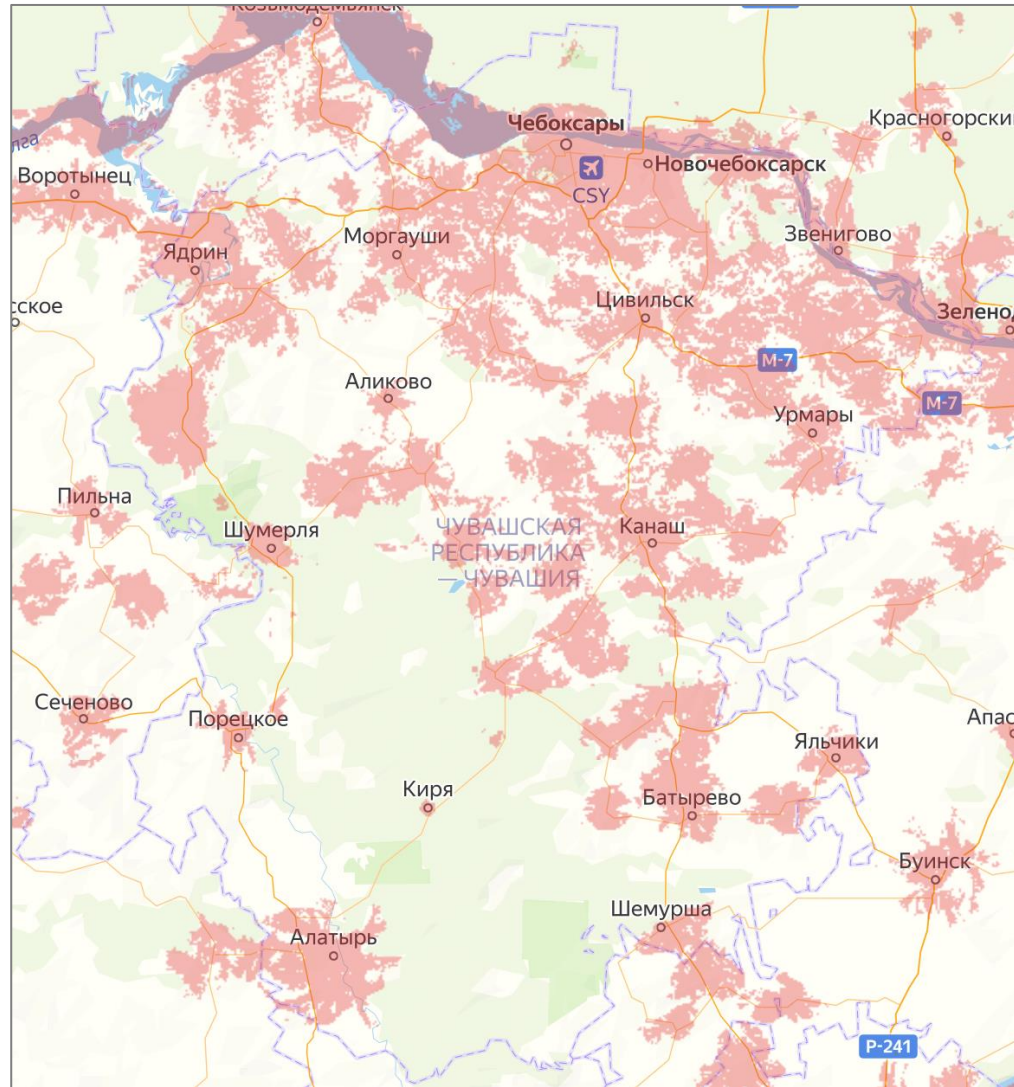 Козьмодемьянск
Чебоксары
Красногорский
Новочебоксарск
CSY
Воротынец
Моргауши
Звенигово
Ядрин
Цивильск
М-7
Аликово
М-7
Урмары
Пильна
Шумерля
ЧУВАШСКАЯ
РЕСПУБЛИКА
— ЧУВАШИЯ
Канаш
Сеченово
Порецкое
Яльчики
Киря
Батырево
Буинск
Шемурша
Алатырь
Р-241